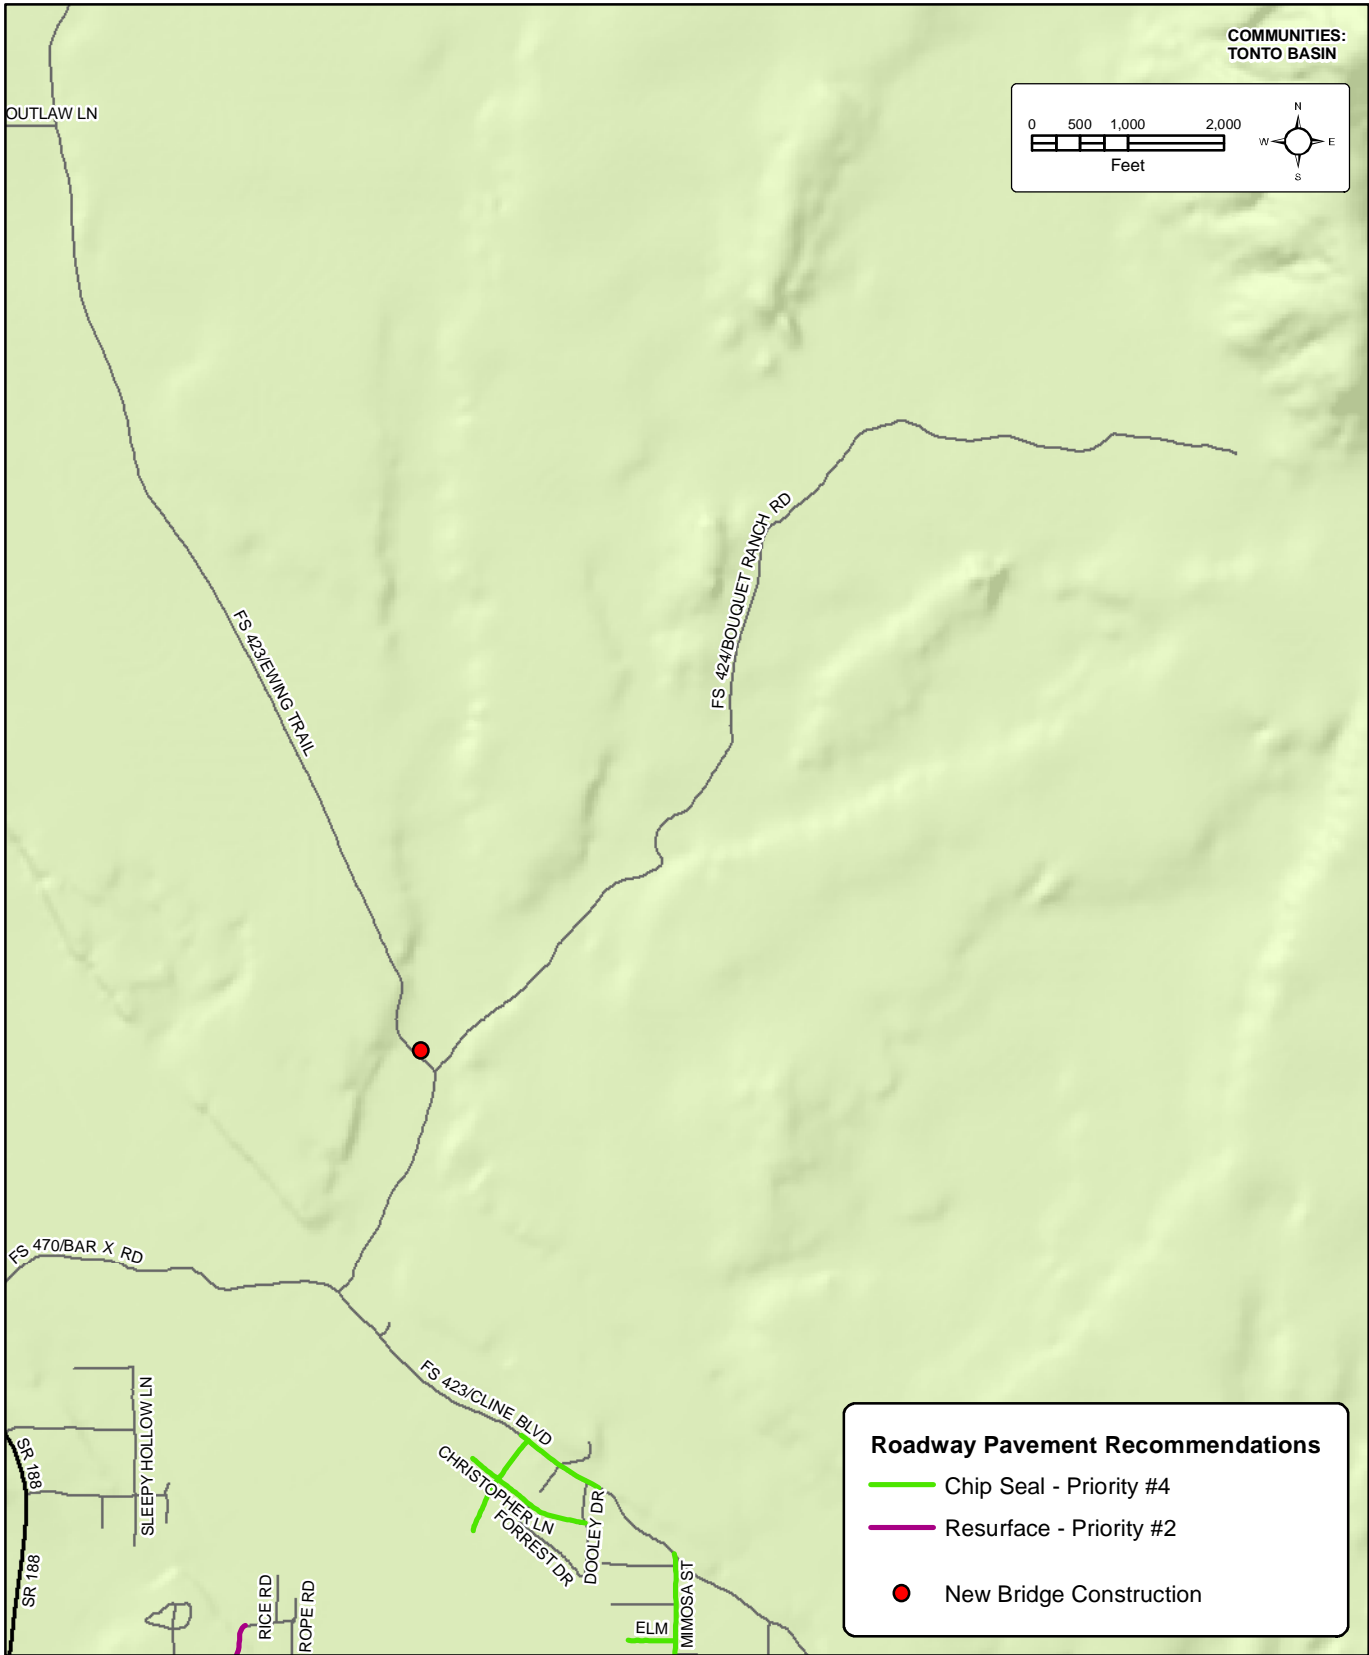 COMMUNITIES:
TONTO BASIN
OUTLAW LN
0 500 1,000 2,000
Feet
N
W E
S
FS 424/BOUQUET RANCH RD
FS 423/EWING TRAIL
FS 470/BAR X RD
FS 423/CLINE BLVD
SLEEPY HOLLOW LN
SR 188
SR 188
CHRISTOPHER LN
FORREST DR
DOOLEY DR
MIMOSA ST
ELM
RICE RD
ROPE RD
Roadway Pavement Recommendations
Chip Seal - Priority #4
Resurface - Priority #2
New Bridge Construction